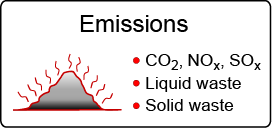 Emissions
• CO₂, NOₓ, SOₓ
• Liquid waste
• Solid waste